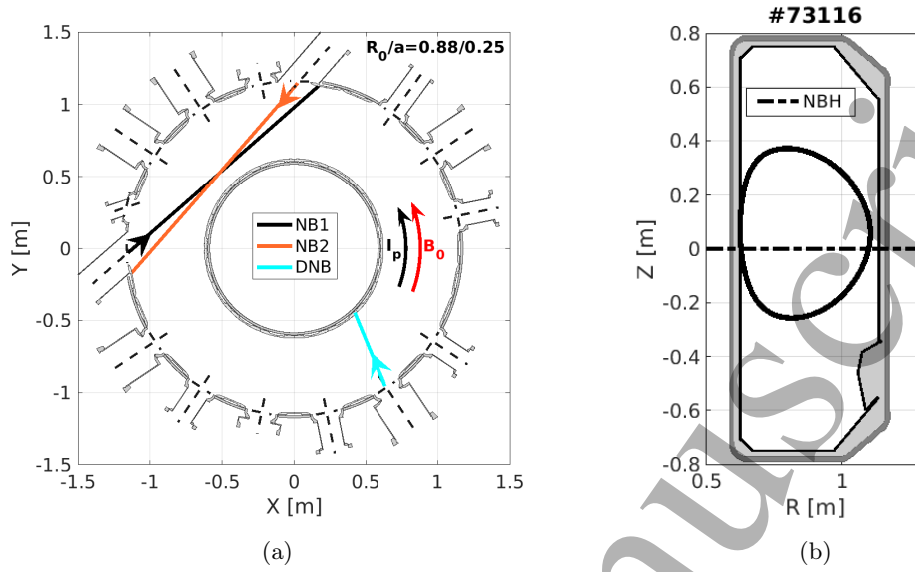 R₀/a=0.88/0.25
1.5
1
0.5
0
-0.5
-1
-1.5
Y [m]
NB1
NB2
DNB
Iₚ
B₀
-1.5 -1 -0.5 0 0.5 1 1.5
X [m]
(a)
#73116
0.8
0.6
0.4
0.2
0
-0.2
-0.4
-0.6
-0.8
Z [m]
NBH
0.5 1
R [m]
(b)
nuscri